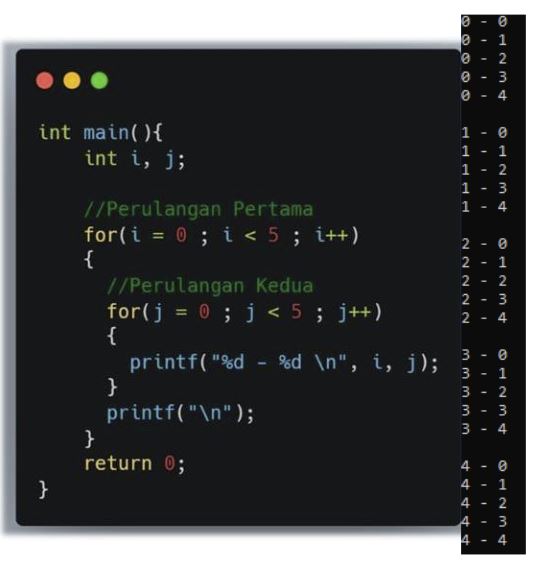 int main(){
int i, j;
//Perulangan Pertama
for(i = 0 ; i < 5 ; i++)
{
//Perulangan Kedua
for(j = 0 ; j < 5 ; j++)
{
printf("%d - %d \n", i, j);
}
printf("\n");
}
return 0;
}
0 - 0
0 - 1
0 - 2
0 - 3
0 - 4
1 - 0
1 - 1
1 - 2
1 - 3
1 - 4
2 - 0
2 - 1
2 - 2
2 - 3
2 - 4
3 - 0
3 - 1
3 - 2
3 - 3
3 - 4
4 - 0
4 - 1
4 - 2
4 - 3
4 - 4